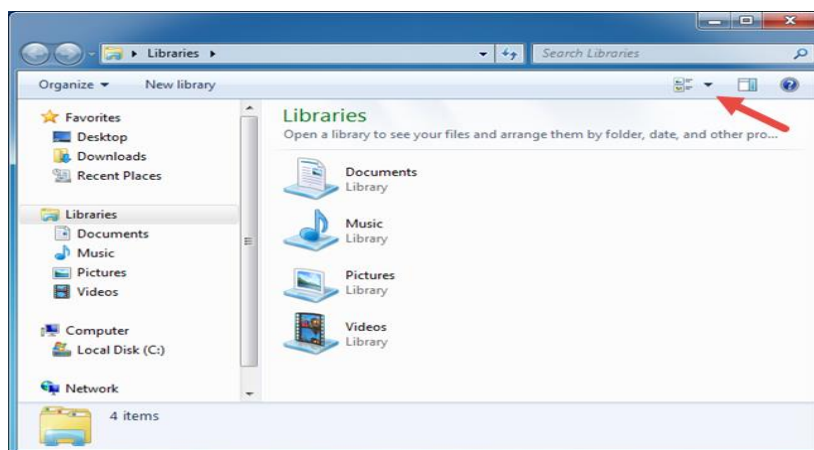 Libraries
Search Libraries
Organize
New library
Favorites
Desktop
Downloads
Recent Places
Libraries
Documents
Music
Pictures
Videos
Computer
Local Disk (C:)
Network
Libraries
Open a library to see your files and arrange them by folder, date, and other pro...
Documents
Library
Music
Library
Pictures
Library
Videos
Library
4 items